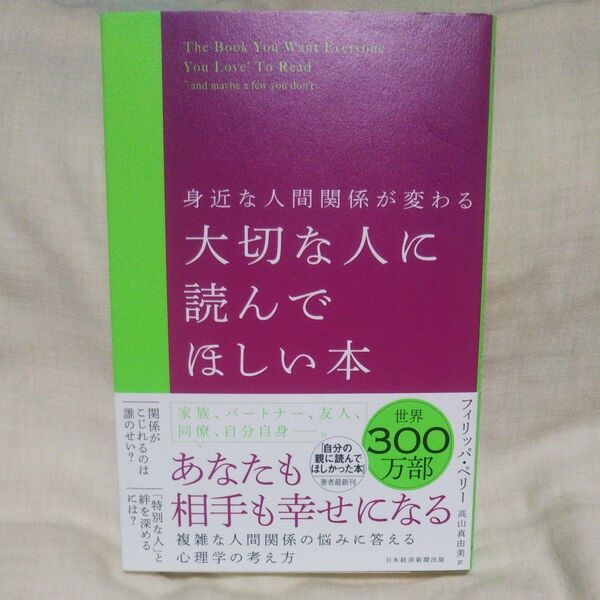 The Book You Want Everyone
You Love* To Read
*(and maybe a few you don't)
身近な人間関係が変わる
大切な人に
読んで
ほしい本
関係が
こじれるのは
誰のせい?
「特別な人」と
絆を深める
には?
家族、パートナー、友人、
同僚、自分自身——。
『自分の
親に読んで
ほしかった本』
著者最新刊
世界
300
万部
あなたも
相手も幸せになる
複雑な人間関係の悩みに答える
心理学の考え方
フィリッパ・ペリー
高山真由美 訳
日本経済新聞出版